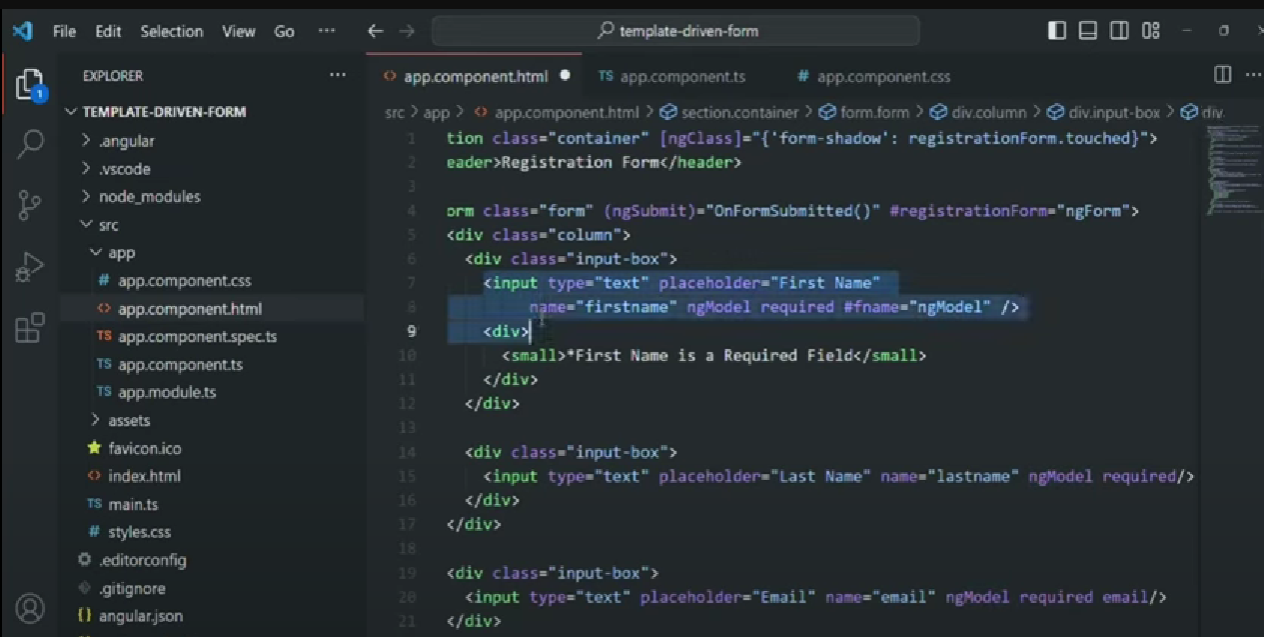 File Edit Selection View Go ··· template-driven-form
EXPLORER ···
TEMPLATE-DRIVEN-FORM
.angular
.vscode
node_modules
src
app
# app.component.css
<> app.component.html
TS app.component.spec.ts
TS app.component.ts
TS app.module.ts
assets
favicon.ico
<> index.html
TS main.ts
# styles.css
.editorconfig
.gitignore
{} angular.json
1
<> app.component.html TS app.component.ts # app.component.css ···
src > app > <> app.component.html > section.container > form.form > div.column > div.input-box > div
1 tion class="container" [ngClass]="{'form-shadow': registrationForm.touched}">
2 eader>Registration Form</header>
3
4 orm class="form" (ngSubmit)="OnFormSubmitted()" #registrationForm="ngForm">
5 <div class="column">
6 <div class="input-box">
7 <input type="text" placeholder="First Name"
8 name="firstname" ngModel required #fname="ngModel" />
9 <div>
10 <small>*First Name is a Required Field</small>
11 </div>
12 </div>
13
14 <div class="input-box">
15 <input type="text" placeholder="Last Name" name="lastname" ngModel required/>
16 </div>
17 </div>
18
19 <div class="input-box">
20 <input type="text" placeholder="Email" name="email" ngModel required email/>
21 </div>